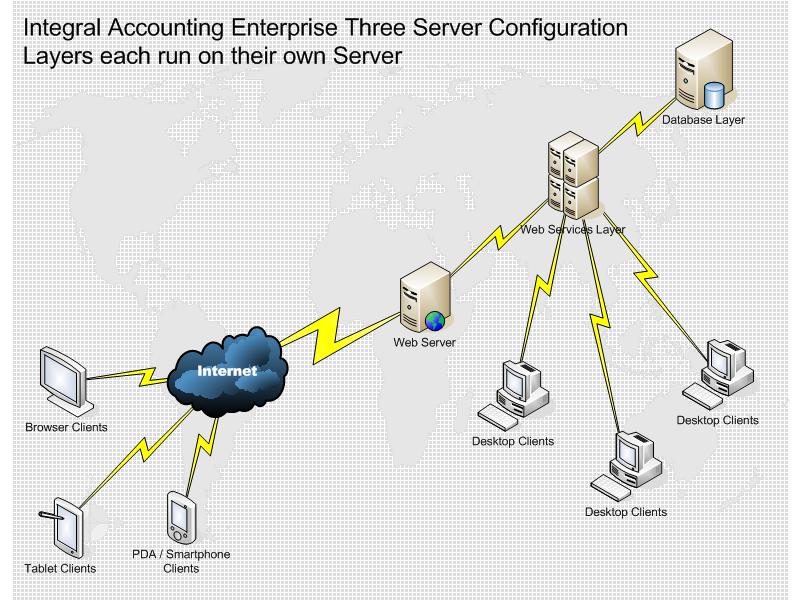 Integral Accounting Enterprise Three Server Configuration
Layers each run on their own Server
Database Layer
Web Services Layer
Web Server
Internet
Browser Clients
Desktop Clients
Desktop Clients
Desktop Clients
Tablet Clients
PDA / Smartphone
Clients